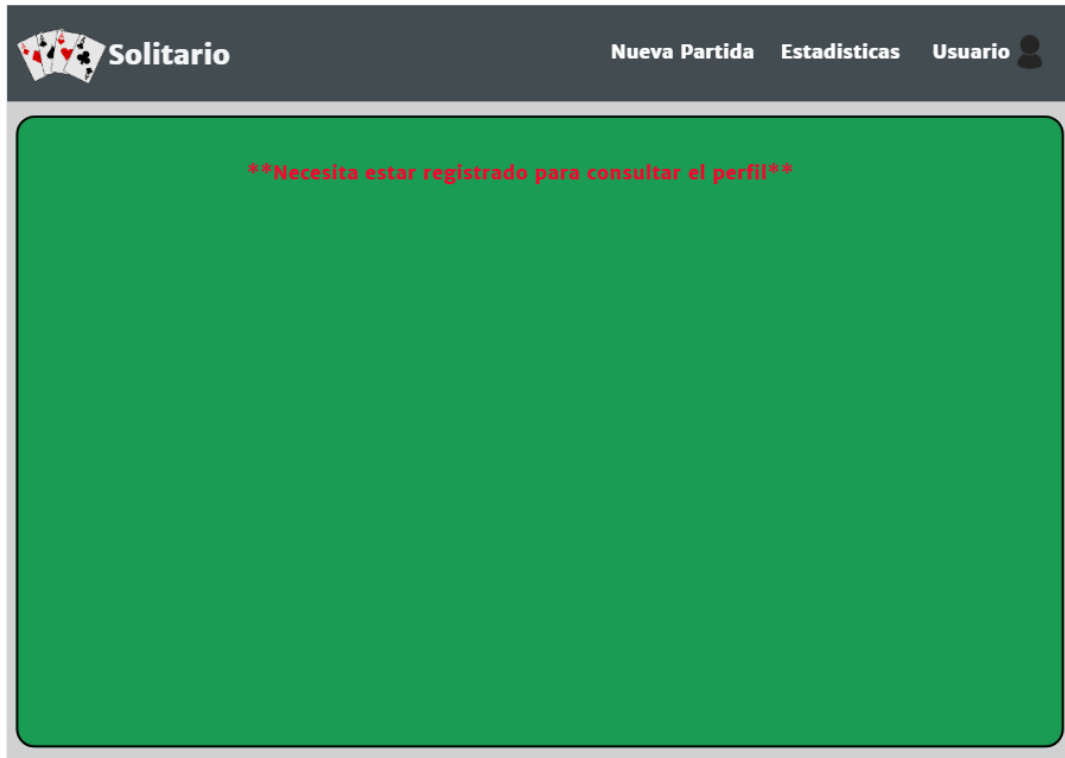 Solitario
Nueva Partida Estadisticas Usuario
**Necesita estar registrado para consultar el perfil**